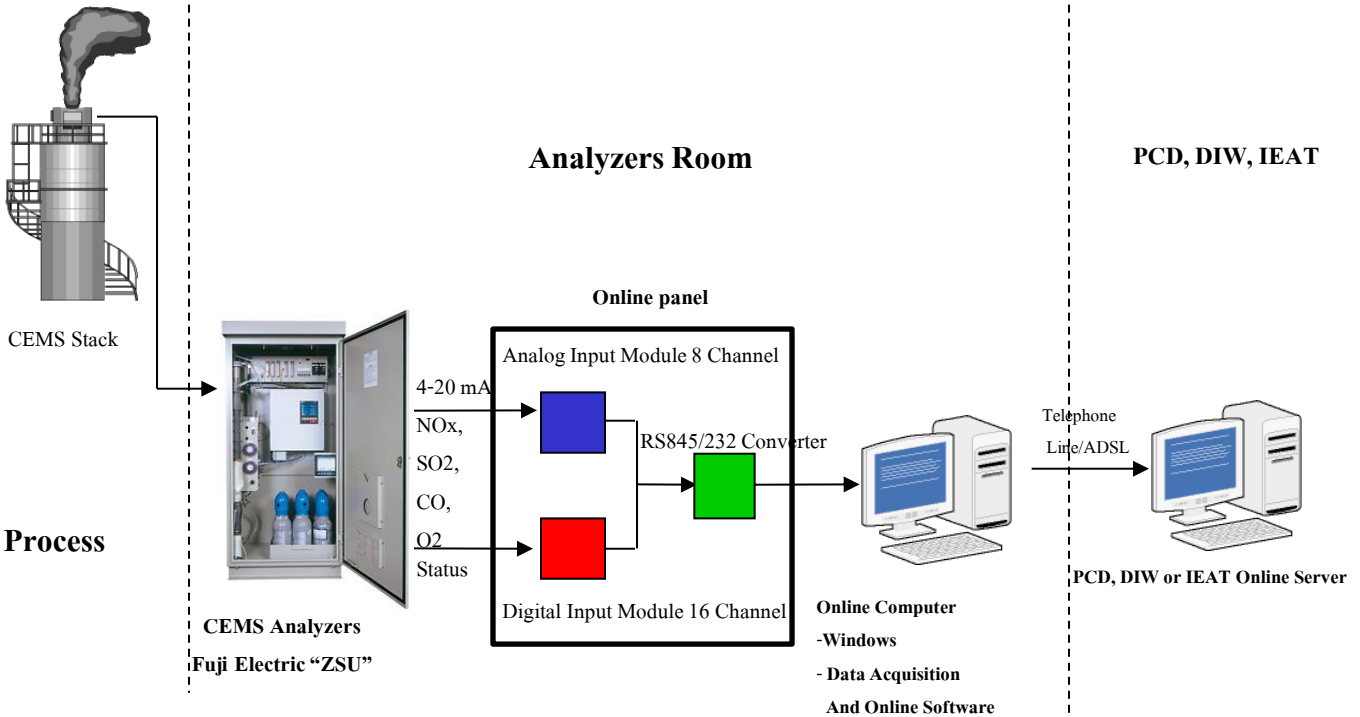 Analyzers Room
PCD, DIW, IEAT
CEMS Stack
Process
CEMS Analyzers
Fuji Electric “ZSU”
4-20 mA
NOx,
SO2,
CO,
O2
Status
Online panel
Analog Input Module 8 Channel
RS845/232 Converter
Digital Input Module 16 Channel
Online Computer
-Windows
- Data Acquisition
And Online Software
Telephone
Line/ADSL
PCD, DIW or IEAT Online Server